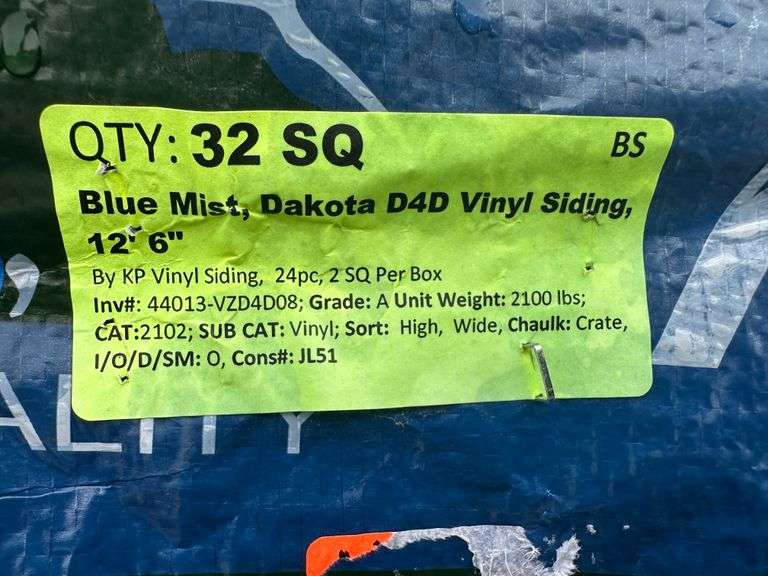 QTY: 32 SQ
BS
Blue Mist, Dakota D4D Vinyl Siding,
12' 6"
By KP Vinyl Siding, 24pc, 2 SQ Per Box
Inv#: 44013-VZD4D08; Grade: A Unit Weight: 2100 lbs;
CAT:2102; SUB CAT: Vinyl; Sort: High, Wide, Chaulk: Crate,
I/O/D/SM: O, Cons#: JL51
ALITY